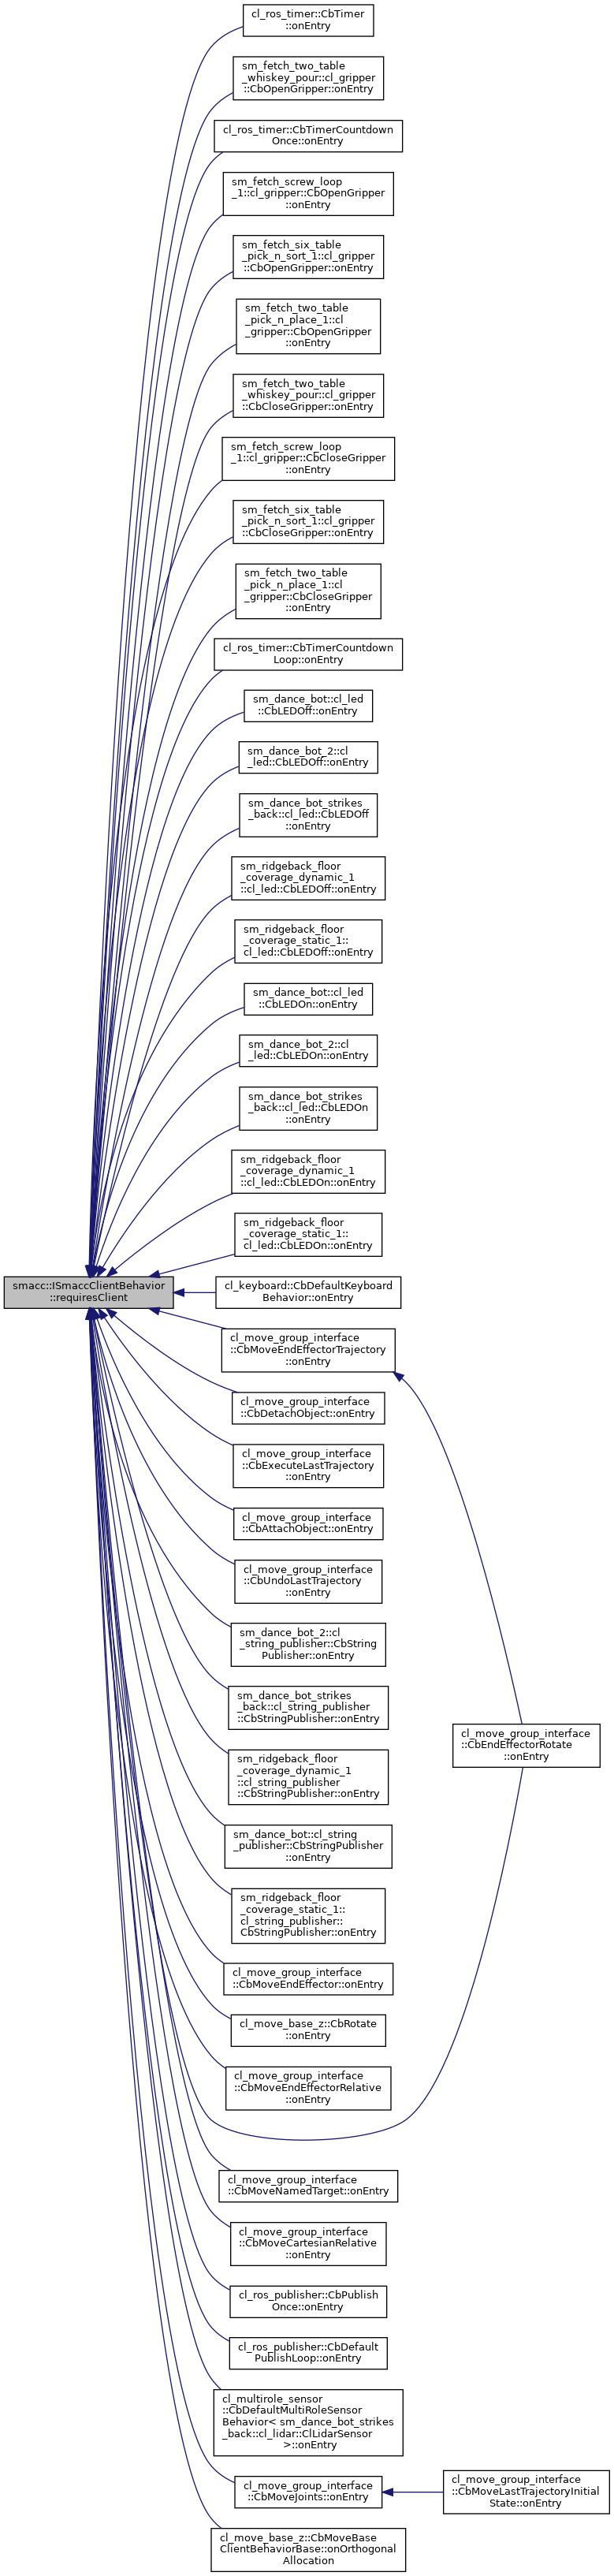 cl_ros_timer::CbTimer
::onEntry
sm_fetch_two_table
_whiskey_pour::cl_gripper
::CbOpenGripper::onEntry
cl_ros_timer::CbTimerCountdown
Once::onEntry
sm_fetch_screw_loop
_1::cl_gripper::CbOpenGripper
::onEntry
sm_fetch_six_table
_pick_n_sort_1::cl_gripper
::CbOpenGripper::onEntry
sm_fetch_two_table
_pick_n_place_1::cl
_gripper::CbOpenGripper
::onEntry
sm_fetch_two_table
_whiskey_pour::cl_gripper
::CbCloseGripper::onEntry
sm_fetch_screw_loop
_1::cl_gripper::CbCloseGripper
::onEntry
sm_fetch_six_table
_pick_n_sort_1::cl_gripper
::CbCloseGripper::onEntry
sm_fetch_two_table
_pick_n_place_1::cl
_gripper::CbCloseGripper
::onEntry
cl_ros_timer::CbTimerCountdown
Loop::onEntry
sm_dance_bot::cl_led
::CbLEDOff::onEntry
sm_dance_bot_2::cl
_led::CbLEDOff::onEntry
sm_dance_bot_strikes
_back::cl_led::CbLEDOff
::onEntry
sm_ridgeback_floor
_coverage_dynamic_1
::cl_led::CbLEDOff::onEntry
sm_ridgeback_floor
_coverage_static_1::
cl_led::CbLEDOff::onEntry
sm_dance_bot::cl_led
::CbLEDOn::onEntry
sm_dance_bot_2::cl
_led::CbLEDOn::onEntry
sm_dance_bot_strikes
_back::cl_led::CbLEDOn
::onEntry
sm_ridgeback_floor
_coverage_dynamic_1
::cl_led::CbLEDOn::onEntry
sm_ridgeback_floor
_coverage_static_1::
cl_led::CbLEDOn::onEntry
smacc::ISmaccClientBehavior
::requiresClient
cl_keyboard::CbDefaultKeyboard
Behavior::onEntry
cl_move_group_interface
::CbMoveEndEffectorTrajectory
::onEntry
cl_move_group_interface
::CbDetachObject::onEntry
cl_move_group_interface
::CbExecuteLastTrajectory
::onEntry
cl_move_group_interface
::CbAttachObject::onEntry
cl_move_group_interface
::CbUndoLastTrajectory
::onEntry
sm_dance_bot_2::cl
_string_publisher::CbString
Publisher::onEntry
sm_dance_bot_strikes
_back::cl_string_publisher
::CbStringPublisher::onEntry
cl_move_group_interface
::CbEndEffectorRotate
::onEntry
sm_ridgeback_floor
_coverage_dynamic_1
::cl_string_publisher
::CbStringPublisher::onEntry
sm_dance_bot::cl_string
_publisher::CbStringPublisher
::onEntry
sm_ridgeback_floor
_coverage_static_1::
cl_string_publisher::
CbStringPublisher::onEntry
cl_move_group_interface
::CbMoveEndEffector::onEntry
cl_move_base_z::CbRotate
::onEntry
cl_move_group_interface
::CbMoveEndEffectorRelative
::onEntry
cl_move_group_interface
::CbMoveNamedTarget::onEntry
cl_move_group_interface
::CbMoveCartesianRelative
::onEntry
cl_ros_publisher::CbPublish
Once::onEntry
cl_ros_publisher::CbDefault
PublishLoop::onEntry
cl_multirole_sensor
::CbDefaultMultiRoleSensor
Behavior< sm_dance_bot_strikes
_back::cl_lidar::ClLidarSensor
>::onEntry
cl_move_group_interface
::CbMoveJoints::onEntry
cl_move_group_interface
::CbMoveLastTrajectoryInitial
State::onEntry
cl_move_base_z::CbMoveBase
ClientBehaviorBase::onOrthogonal
Allocation